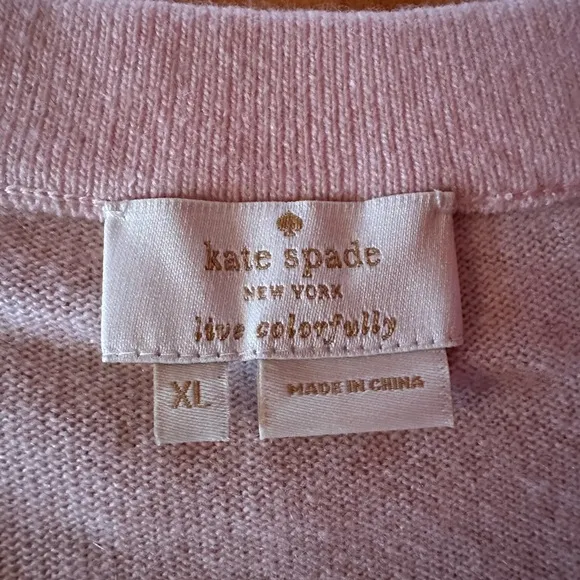 kate spade
NEW YORK
live colorfully
XL
MADE IN CHINA